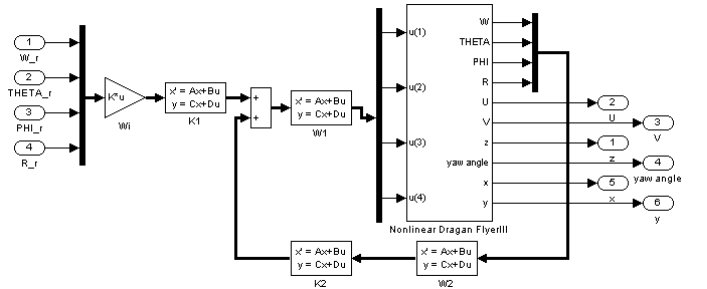 1
W_r
2
THETA_r
3
PHI_r
4
R_r
K*u
Wi
x' = Ax+Bu
y = Cx+Du
K1
+
+
x' = Ax+Bu
y = Cx+Du
W1
u(1)
u(2)
u(3)
u(4)
W
THETA
PHI
R
U
V
z
yaw angle
x
y
Nonlinear Dragan FlyerIII
2
U
3
V
1
z
4
yaw angle
5
x
6
y
x' = Ax+Bu
y = Cx+Du
K2
x' = Ax+Bu
y = Cx+Du
W2